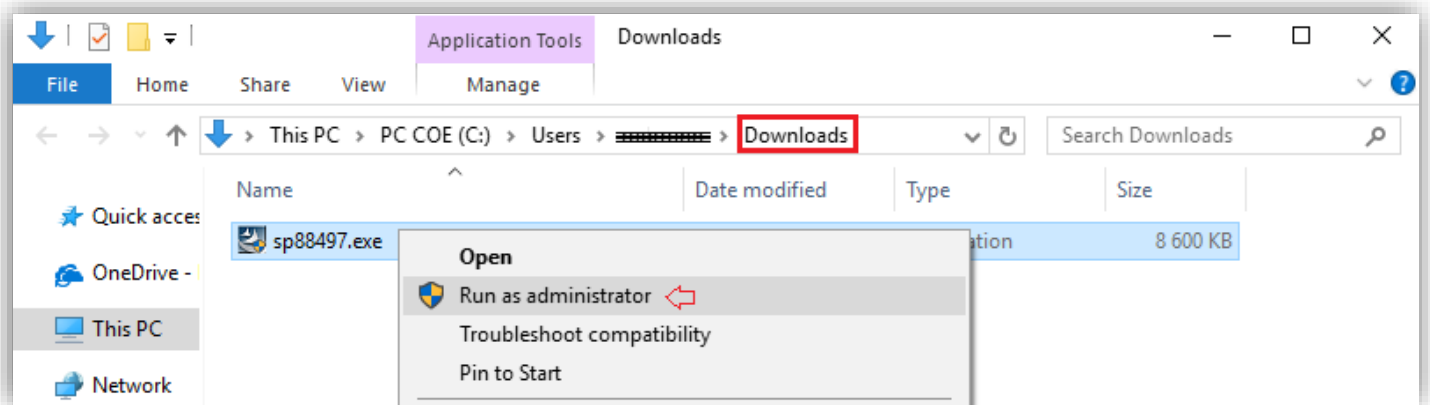 Application Tools Downloads
File Home Share View Manage
This PC > PC COE (C:) > Users > > Downloads Search Downloads
Name Date modified Type Size
Quick acces
sp88497.exe ation 8 600 KB
Open
OneDrive -
Run as administrator
This PC
Troubleshoot compatibility
Pin to Start
Network